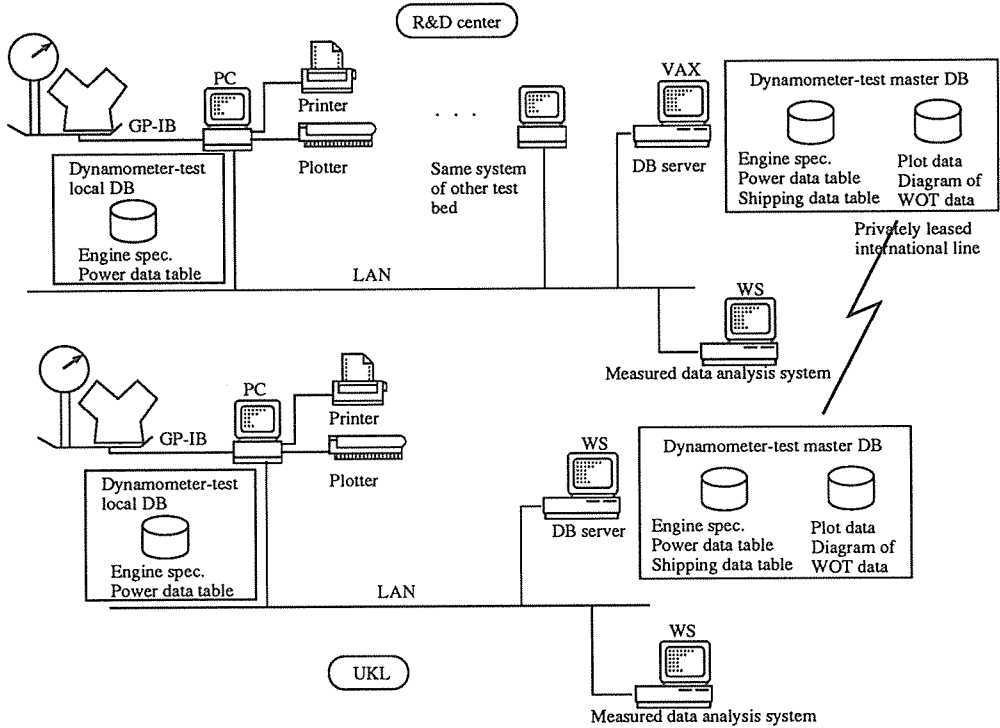 R&D center
PC
VAX
Dynamometer-test master DB
Printer
GP-IB
. . .
Plotter
Same system
of other test
bed
DB server
Engine spec.
Power data table
Shipping data table
Plot data
Diagram of
WOT data
Dynamometer-test
local DB
Engine spec.
Power data table
Privately leased
international line
LAN
WS
Measured data analysis system
PC
Printer
GP-IB
Plotter
WS
Dynamometer-test master DB
Dynamometer-test
local DB
DB server
Engine spec.
Power data table
Shipping data table
Plot data
Diagram of
WOT data
Engine spec.
Power data table
LAN
WS
UKL
Measured data analysis system